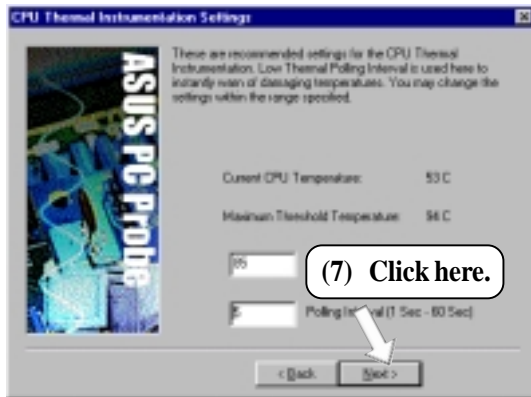 CPU Thermal Instrumentation Settings
ASUS PC Probe
These are recommended settings for the CPU Thermal
Instrumentation. Low Thermal Polling Interval is used here to
instantly warn of damaging temperatures. You may change the
settings within the range specified.
Current CPU Temperature: 53 C
Maximum Threshold Temperature: 94 C
(7) Click here.
Polling (1 Sec - 60 Sec)
< Back
Next >